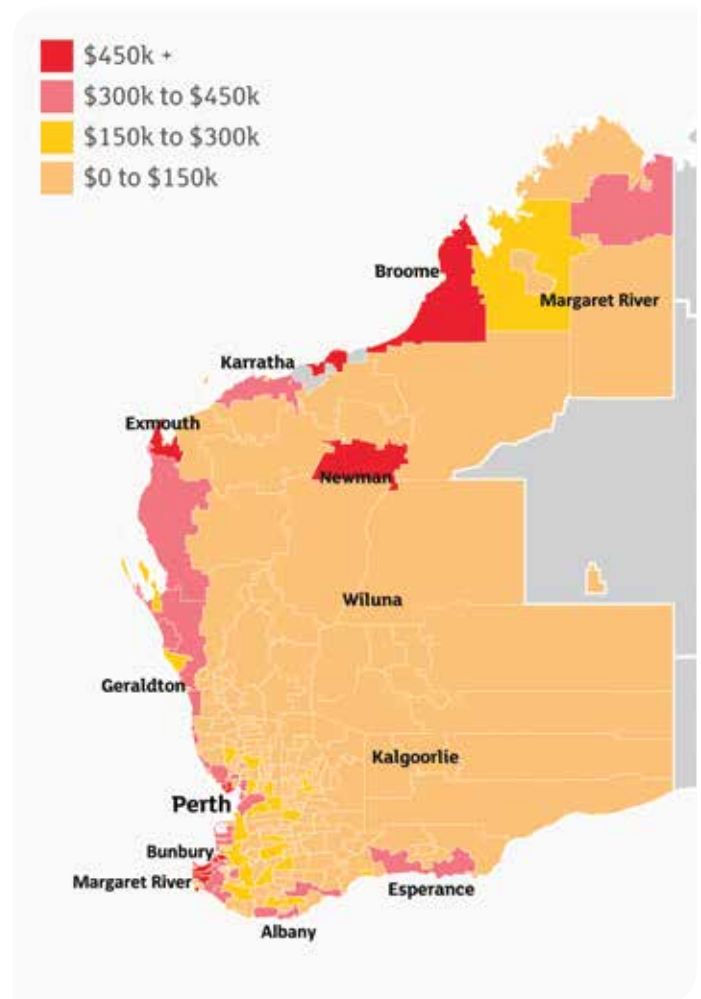 $450k +
$300k to $450k
$150k to $300k
$0 to $150k
Broome
Margaret River
Karratha
Exmouth
Newman
Wiluna
Geraldton
Kalgoorlie
Perth
Bunbury
Margaret River
Esperance
Albany